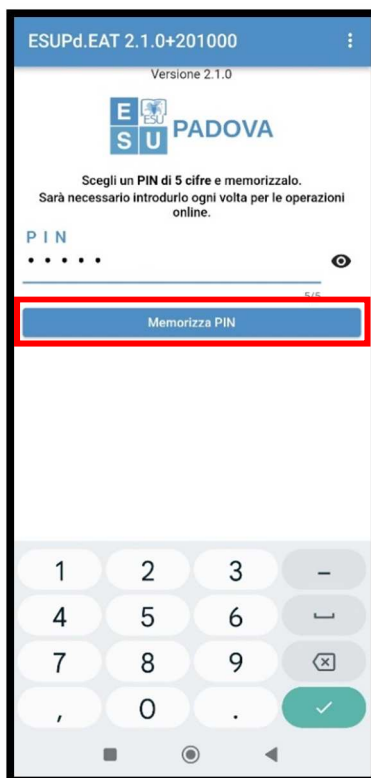 ESUPd.EAT 2.1.0+201000
Versione 2.1.0
E
ESU
S U
PADOVA
Scegli un PIN di 5 cifre e memorizzalo.
Sarà necessario introdurlo ogni volta per le operazioni
online.
PIN
5/5
Memorizza PIN
1 2 3 –
4 5 6
7 8 9
, 0 .